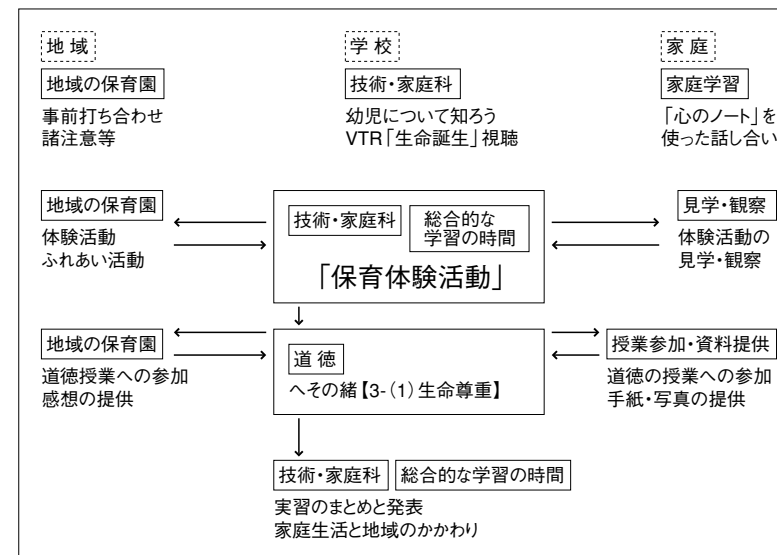 地域
学校
家庭
地域の保育園
技術・家庭科
家庭学習
事前打ち合わせ
諸注意等
幼児について知ろう
VTR「生命誕生」視聴
「心のノート」を
使った話し合い
地域の保育園
体験活動
ふれあい活動
技術・家庭科
総合的な
学習の時間
「保育体験活動」
見学・観察
体験活動の
見学・観察
地域の保育園
道徳授業への参加
感想の提供
道徳
へその緒【3-(1)生命尊重】
授業参加・資料提供
道徳の授業への参加
手紙・写真の提供
技術・家庭科 総合的な学習の時間
実習のまとめと発表
家庭生活と地域のかかわり